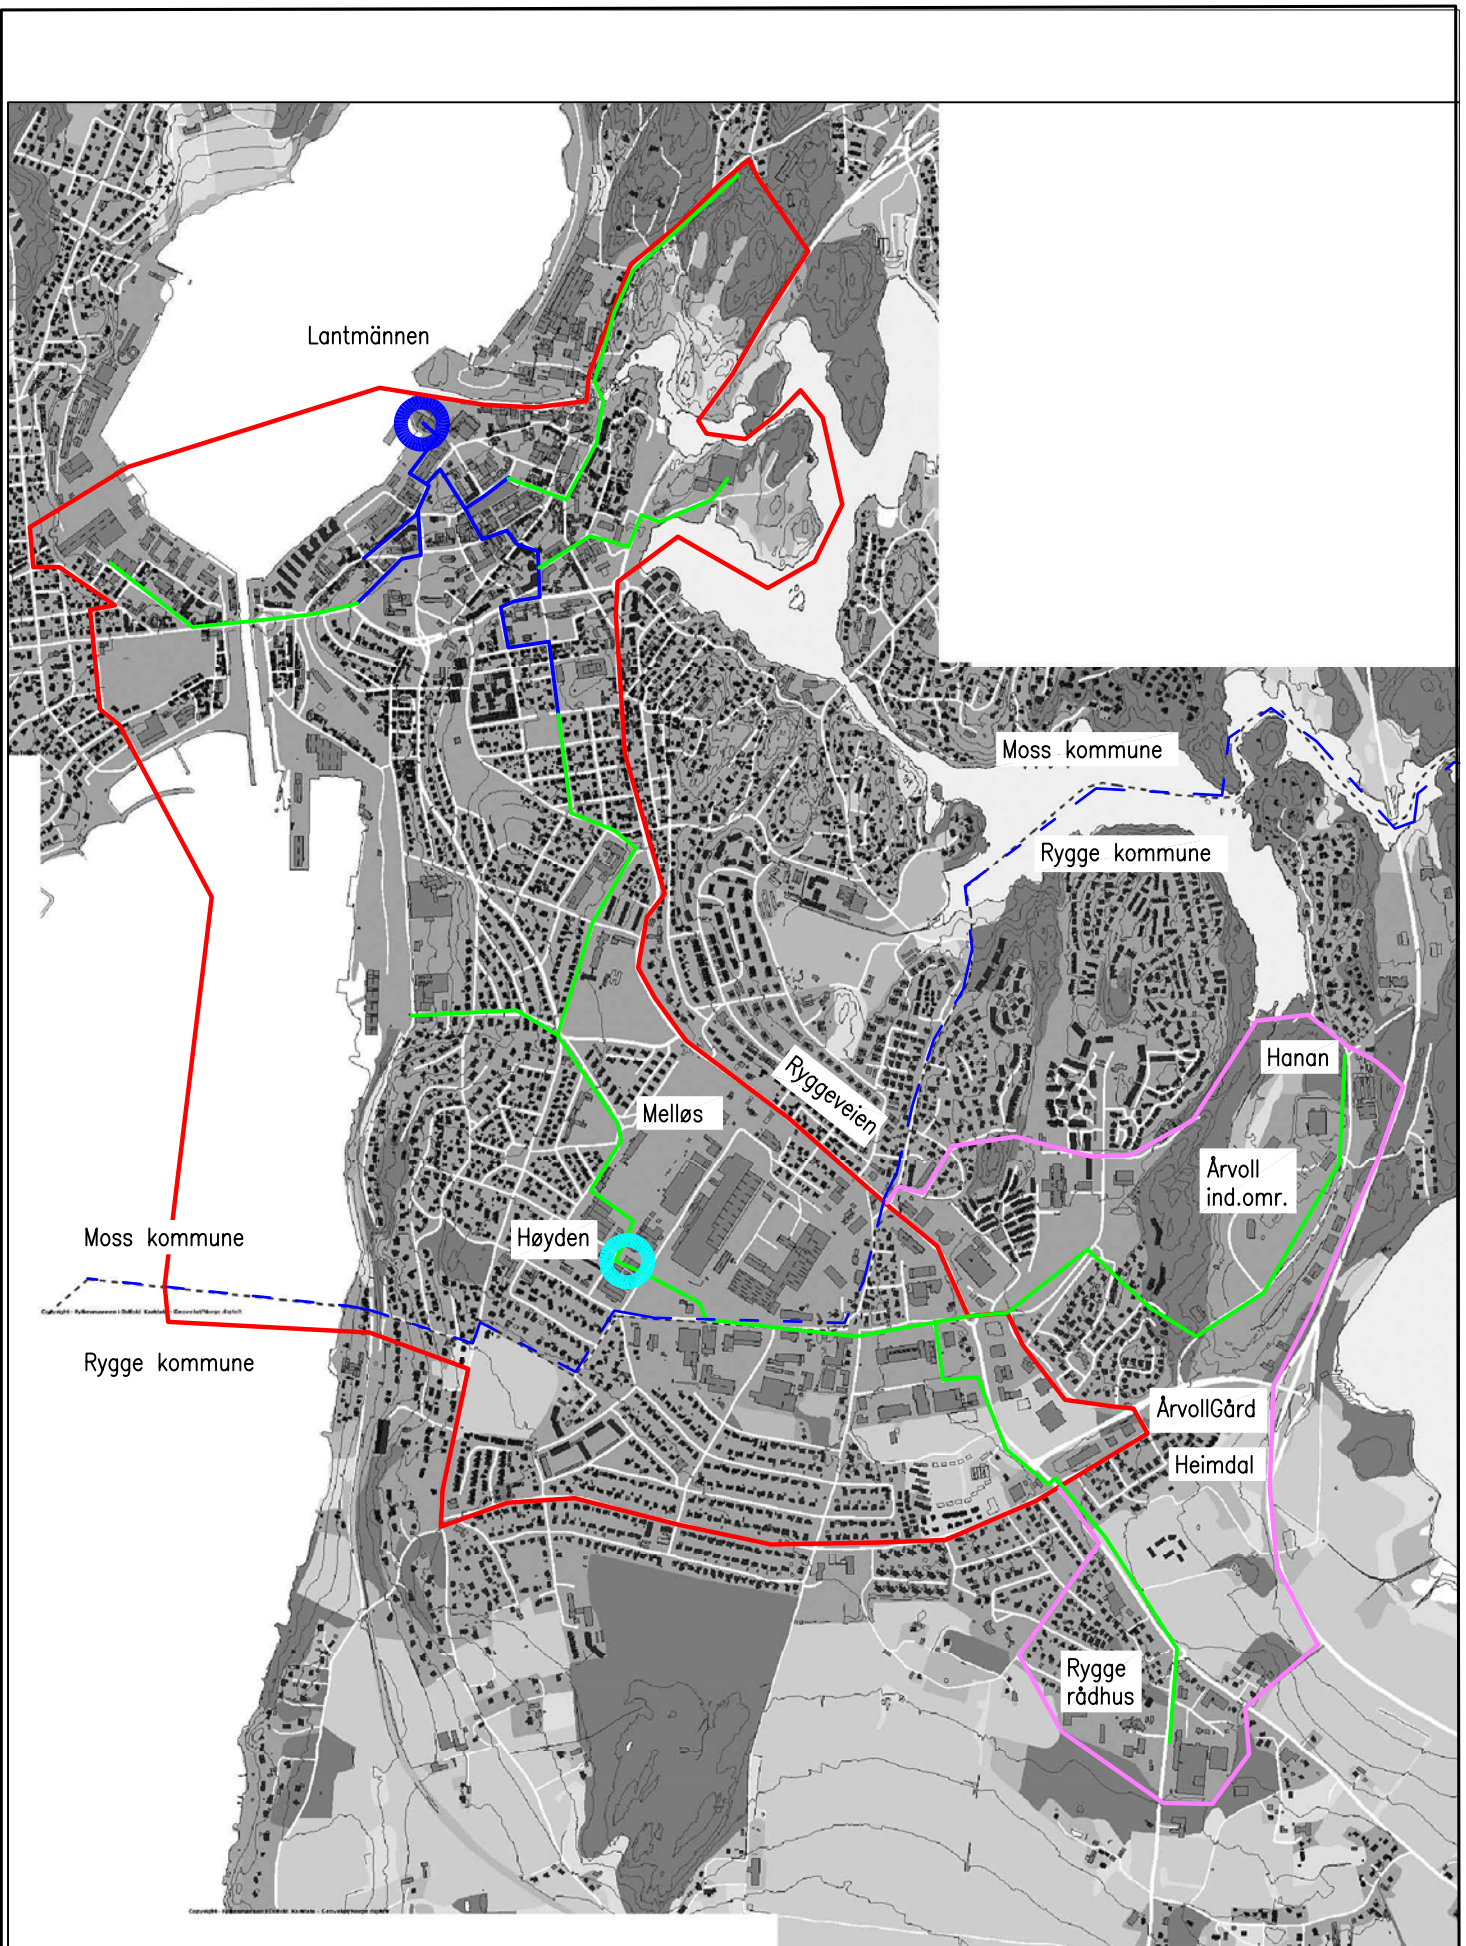 Lantmännen
Moss kommune
Rygge kommune
Hanan
Ryggeveien
Melløs
Årvoll
ind.omr.
Høyden
Moss kommune
Rygge kommune
ÅrvollGård
Heimdal
Rygge
rådhus